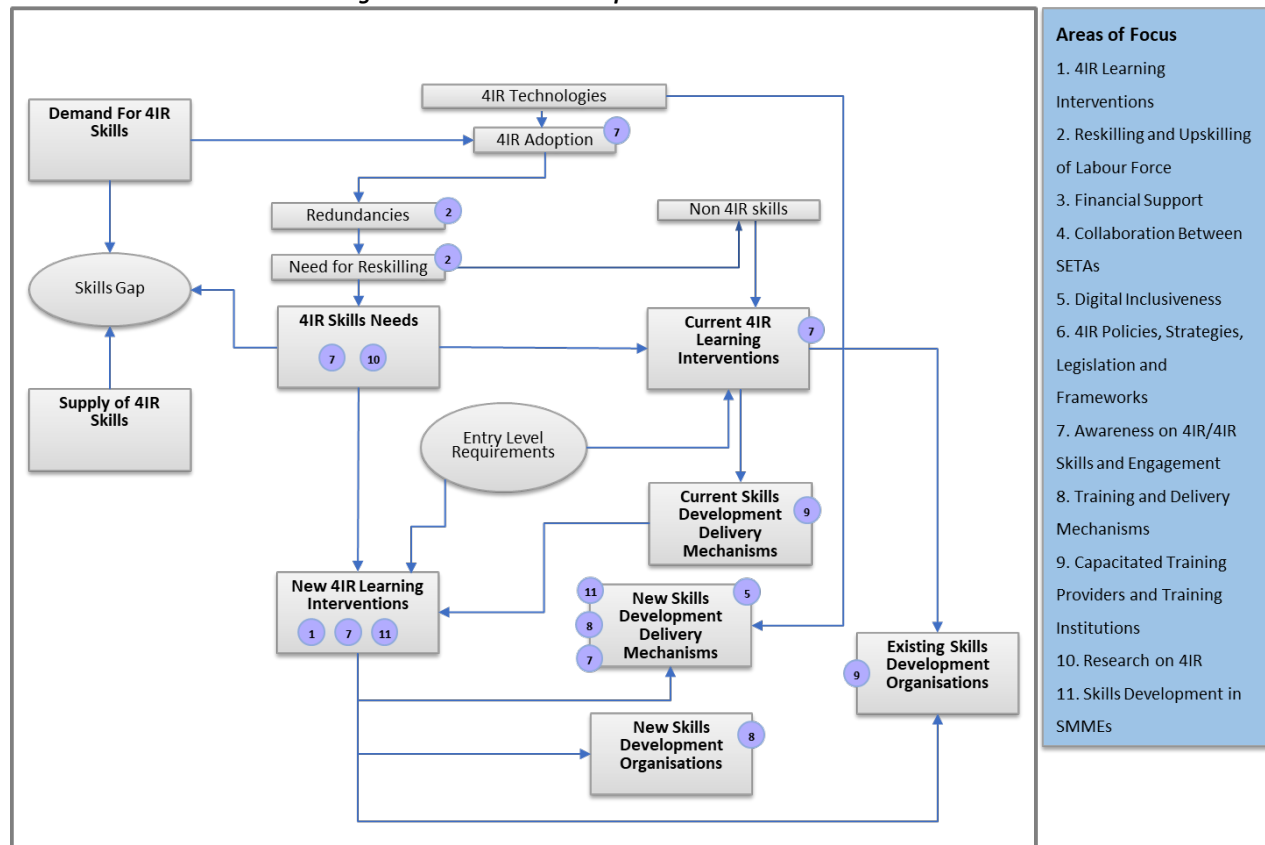 Demand For 4IR
Skills
4IR Technologies
4IR Adoption
7
Redundancies
2
Non 4IR skills
Need for Reskilling
2
Skills Gap
4IR Skills Needs
7
10
Current 4IR
Learning
Interventions
7
Supply of 4IR
Skills
Entry Level
Requirements
Current Skills
Development
Delivery
Mechanisms
9
New 4IR Learning
Interventions
1
7
11
11
8
7
New Skills
Development
Delivery
Mechanisms
5
Existing Skills
Development
Organisations
9
New Skills
Development
Organisations
8
Areas of Focus
1. 4IR Learning
Interventions
2. Reskilling and Upskilling
of Labour Force
3. Financial Support
4. Collaboration Between
SETAs
5. Digital Inclusiveness
6. 4IR Policies, Strategies,
Legislation and
Frameworks
7. Awareness on 4IR/4IR
Skills and Engagement
8. Training and Delivery
Mechanisms
9. Capacitated Training
Providers and Training
Institutions
10. Research on 4IR
11. Skills Development in
SMMEs